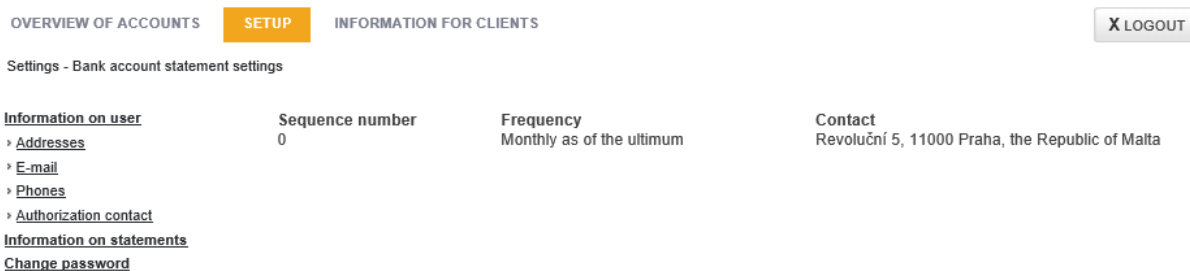 OVERVIEW OF ACCOUNTS SETUP INFORMATION FOR CLIENTS X LOGOUT
Settings - Bank account statement settings
Information on user
Addresses
E-mail
Phones
Authorization contact
Information on statements
Change password
Sequence number Frequency Contact
0 Monthly as of the ultimum Revoluční 5, 11000 Praha, the Republic of Malta